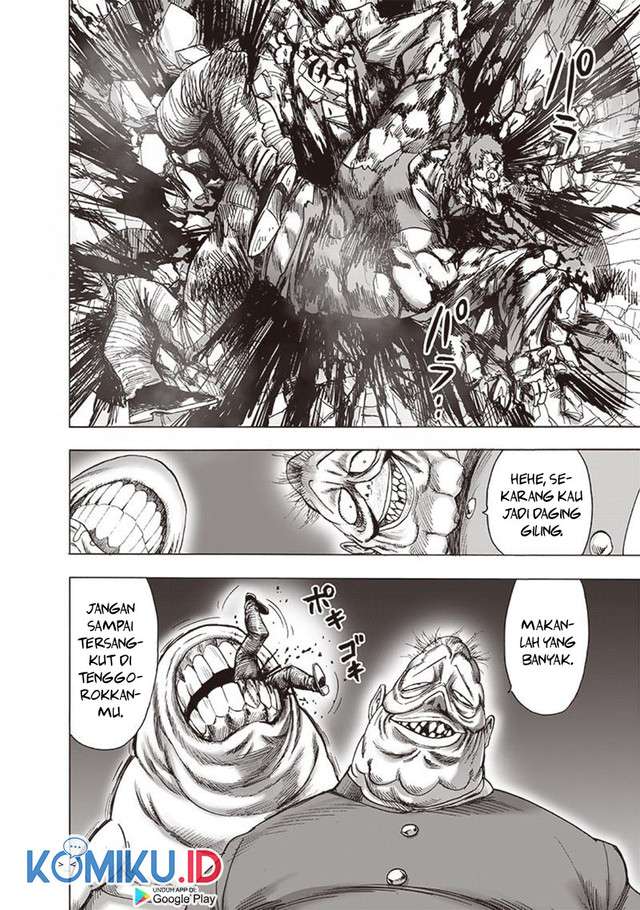 パラ
パラ
HEHE, SE-
KARANG KAU
JADI DAGING
GILING.
MAKAN-
LAH YANG
BANYAK.
ポキ
ゴキ
JANGAN
SAMPAI
TERSANG-
KUT DI
TENGGO-
ROKKAN-
MU.
KOMIKU.ID
UNDUH APP DI:
Google Play